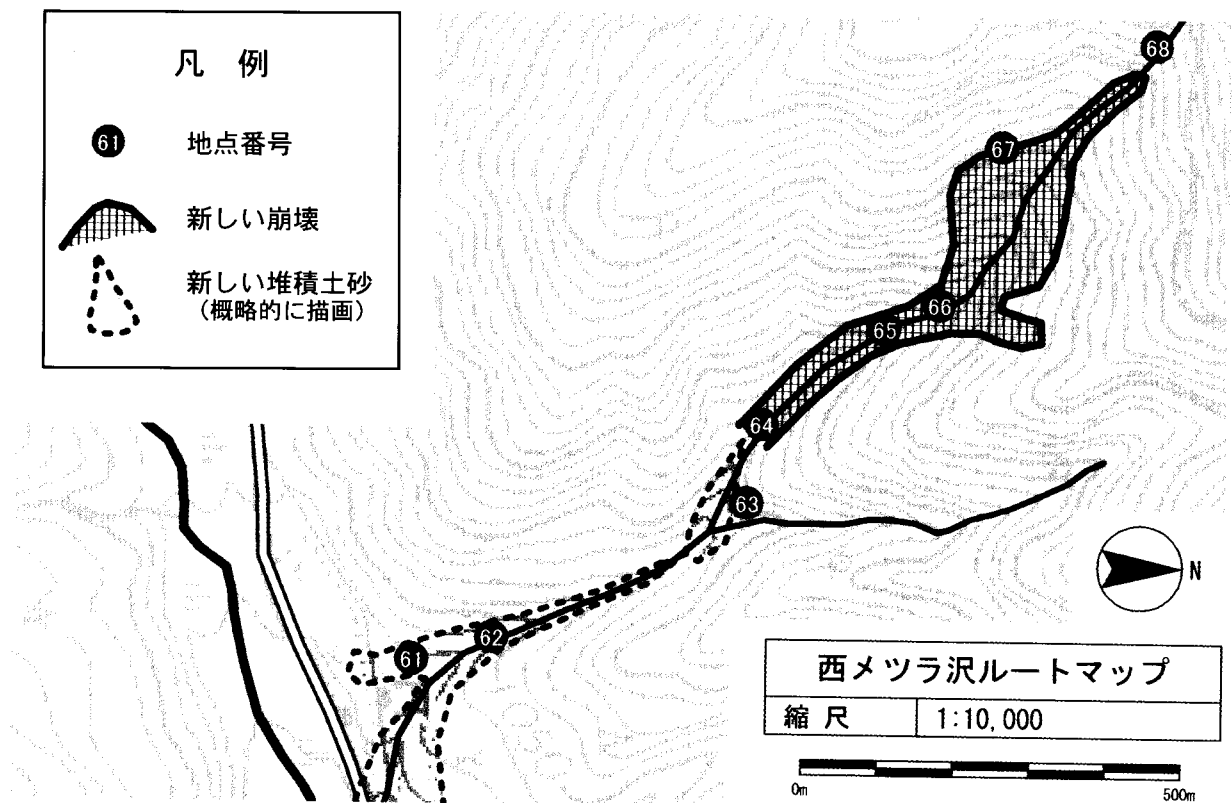 凡 例
61
地点番号
新しい崩壊
新しい堆積土砂
(概略的に描画)
68
67
66
65
64
63
62
61
N
西メツラ沢ルートマップ
縮 尺
1:10,000
0m
500m